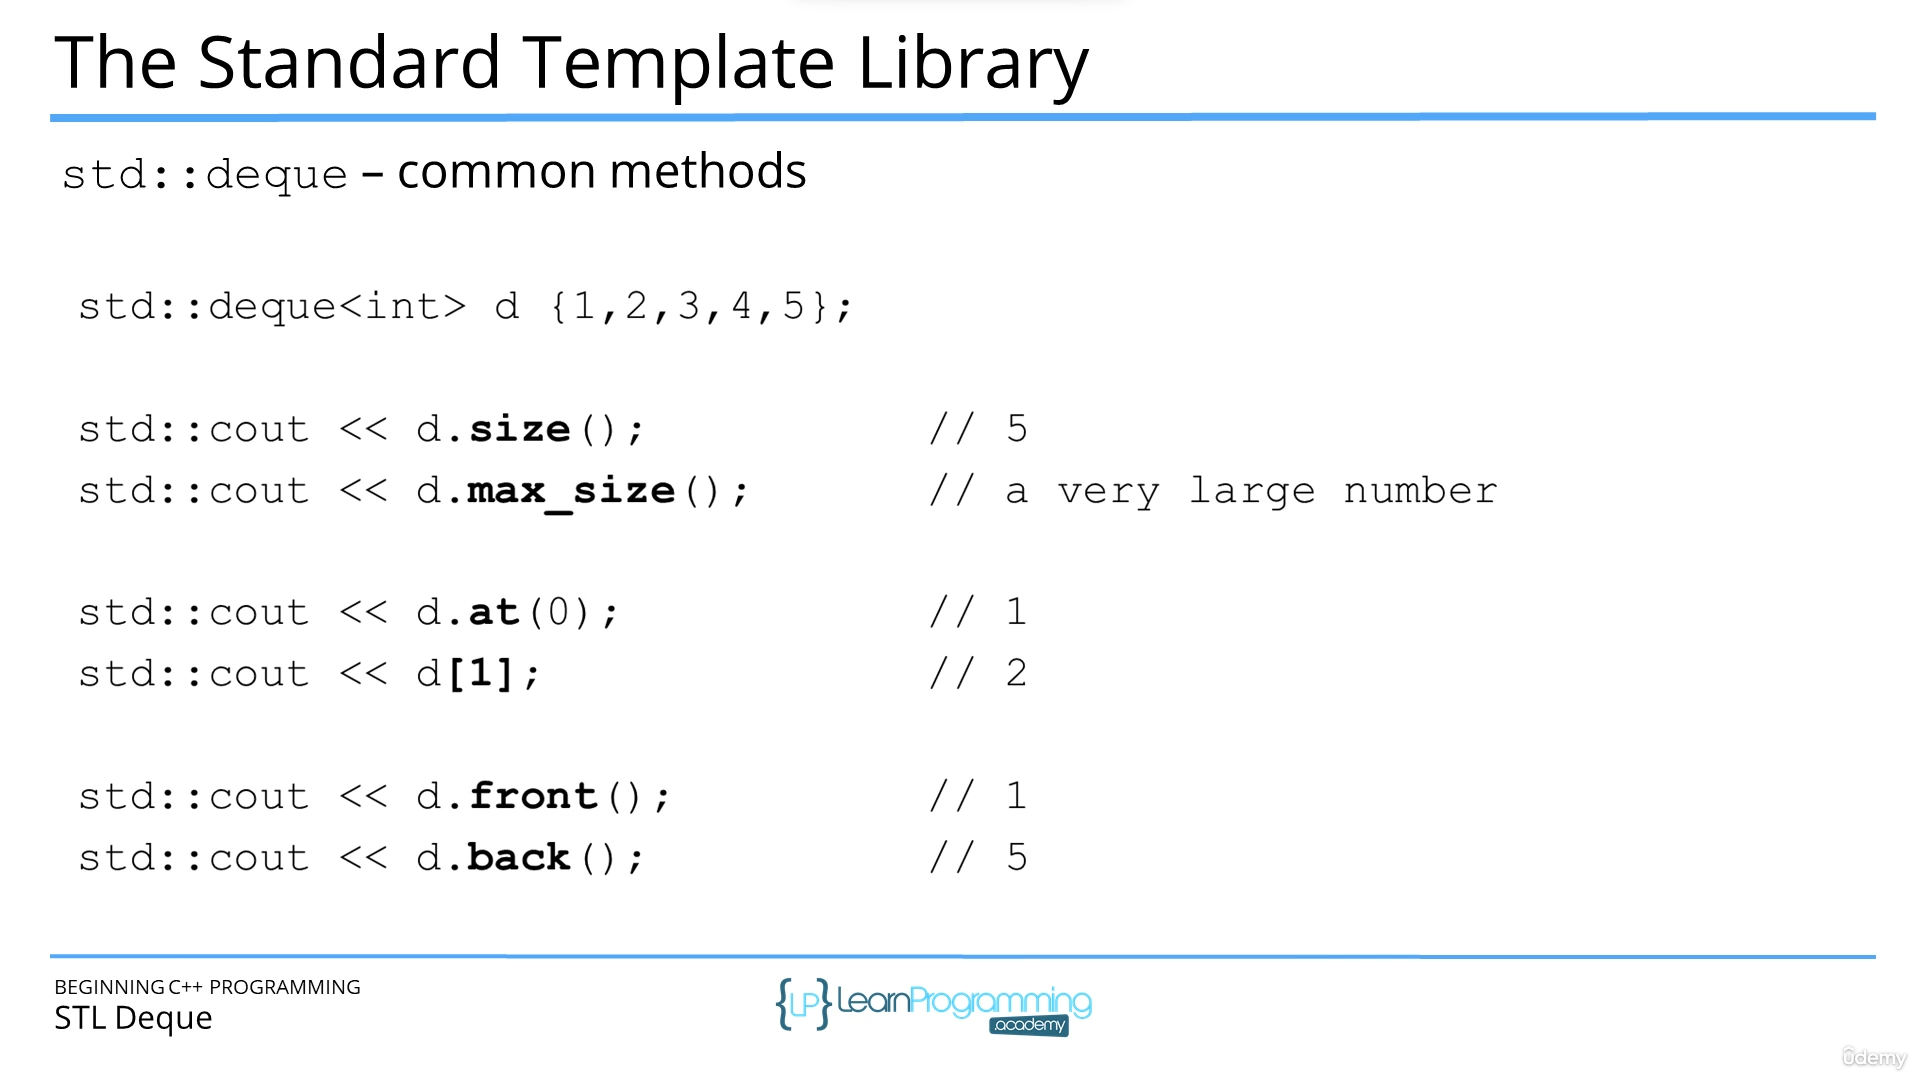 The Standard Template Library
std::deque – common methods
std::deque<int> d {1,2,3,4,5};
std::cout << d.size(); // 5
std::cout << d.max_size(); // a very large number
std::cout << d.at(0); // 1
std::cout << d[1]; // 2
std::cout << d.front(); // 1
std::cout << d.back(); // 5
BEGINNING C++ PROGRAMMING
STL Deque
{LP} LearnProgramming
.academy
ûdemy